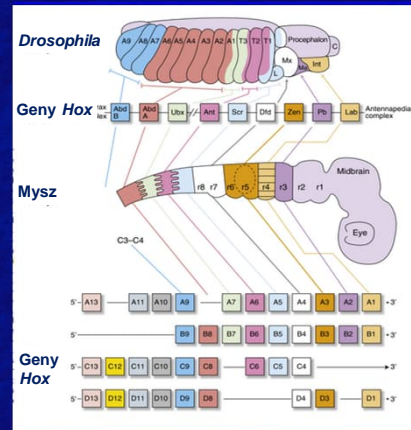 A9 A8 A7 A6 A5 A4 A3 A2 A1 T3 T2 T1 Procephalon C
Mx Ma Int
L
Drosophila
Geny Hox
Abd B Abd A Ubx Ant Scr Dfd Zen Pb Lab Antennapedia complex
Mysz
r8 r7 r6 r5 r4 r3 r2 r1 Midbrain
Eye
C3–C4
5' A13 A11 A10 A9 A7 A6 A5 A4 A3 A2 A1 3'
5' B9 B8 B7 B6 B5 B4 B3 B2 B1 3'
Geny Hox
5' C13 C12 C11 C10 C9 C8 C6 C5 C4 3'
5' D13 D12 D11 D10 D9 D8 D4 D3 D1 3'